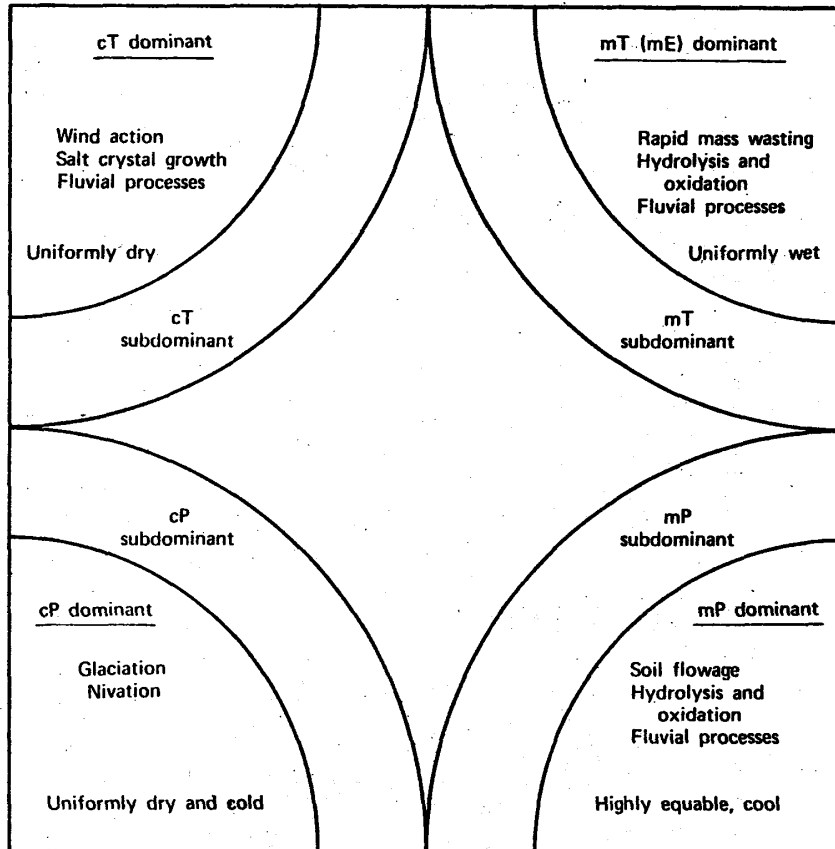 cT dominant
Wind action
Salt crystal growth
Fluvial processes
Uniformly dry
cT
subdominant
mT (mE) dominant
Rapid mass wasting
Hydrolysis and
oxidation
Fluvial processes
Uniformly wet
mT
subdominant
cP
subdominant
cP dominant
Glaciation
Nivation
Uniformly dry and cold
mP
subdominant
mP dominant
Soil flowage
Hydrolysis and
oxidation
Fluvial processes
Highly equable, cool